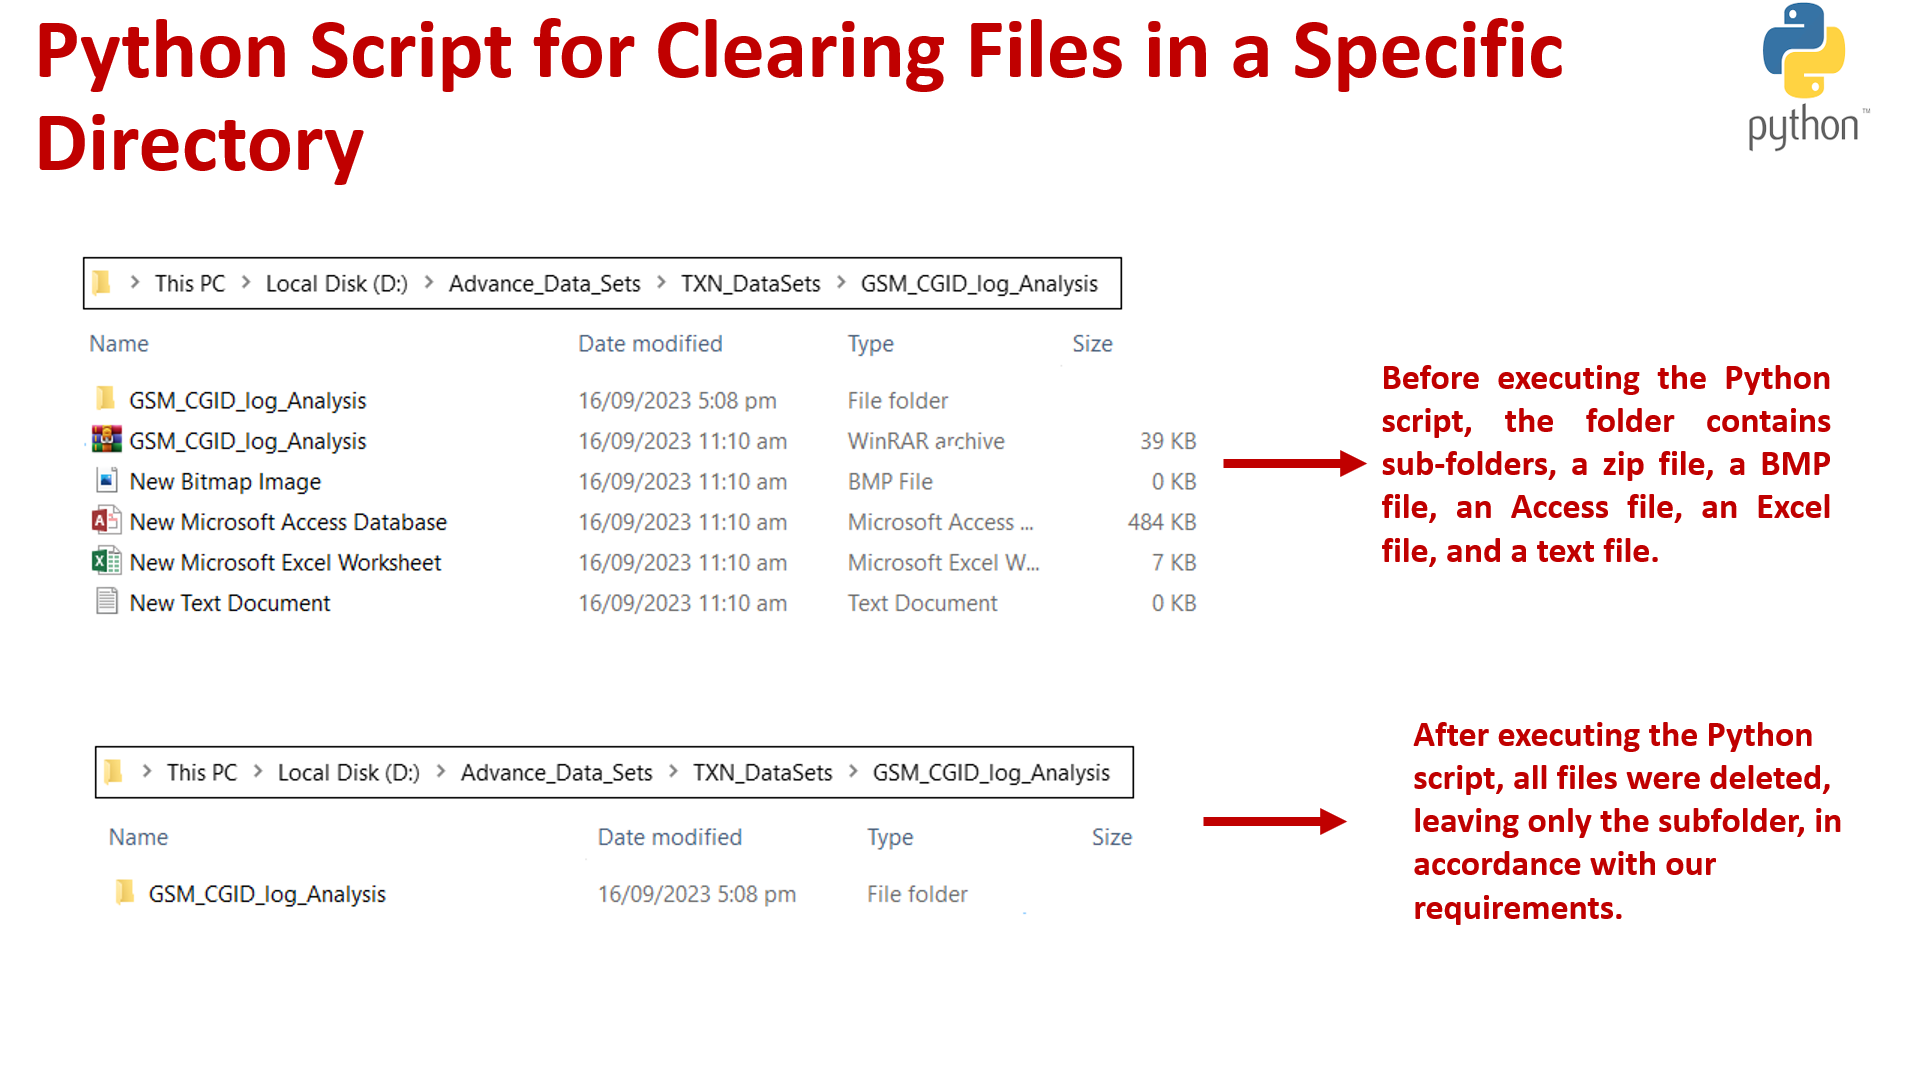 Python Script for Clearing Files in a Specific
Directory
python™
> This PC > Local Disk (D:) > Advance_Data_Sets > TXN_DataSets > GSM_CGID_log_Analysis
Name Date modified Type Size
GSM_CGID_log_Analysis 16/09/2023 5:08 pm File folder
GSM_CGID_log_Analysis 16/09/2023 11:10 am WinRAR archive 39 KB
New Bitmap Image 16/09/2023 11:10 am BMP File 0 KB
New Microsoft Access Database 16/09/2023 11:10 am Microsoft Access ... 484 KB
New Microsoft Excel Worksheet 16/09/2023 11:10 am Microsoft Excel W... 7 KB
New Text Document 16/09/2023 11:10 am Text Document 0 KB
Before executing the Python
script, the folder contains
sub-folders, a zip file, a BMP
file, an Access file, an Excel
file, and a text file.
> This PC > Local Disk (D:) > Advance_Data_Sets > TXN_DataSets > GSM_CGID_log_Analysis
Name Date modified Type Size
GSM_CGID_log_Analysis 16/09/2023 5:08 pm File folder
After executing the Python
script, all files were deleted,
leaving only the subfolder, in
accordance with our
requirements.